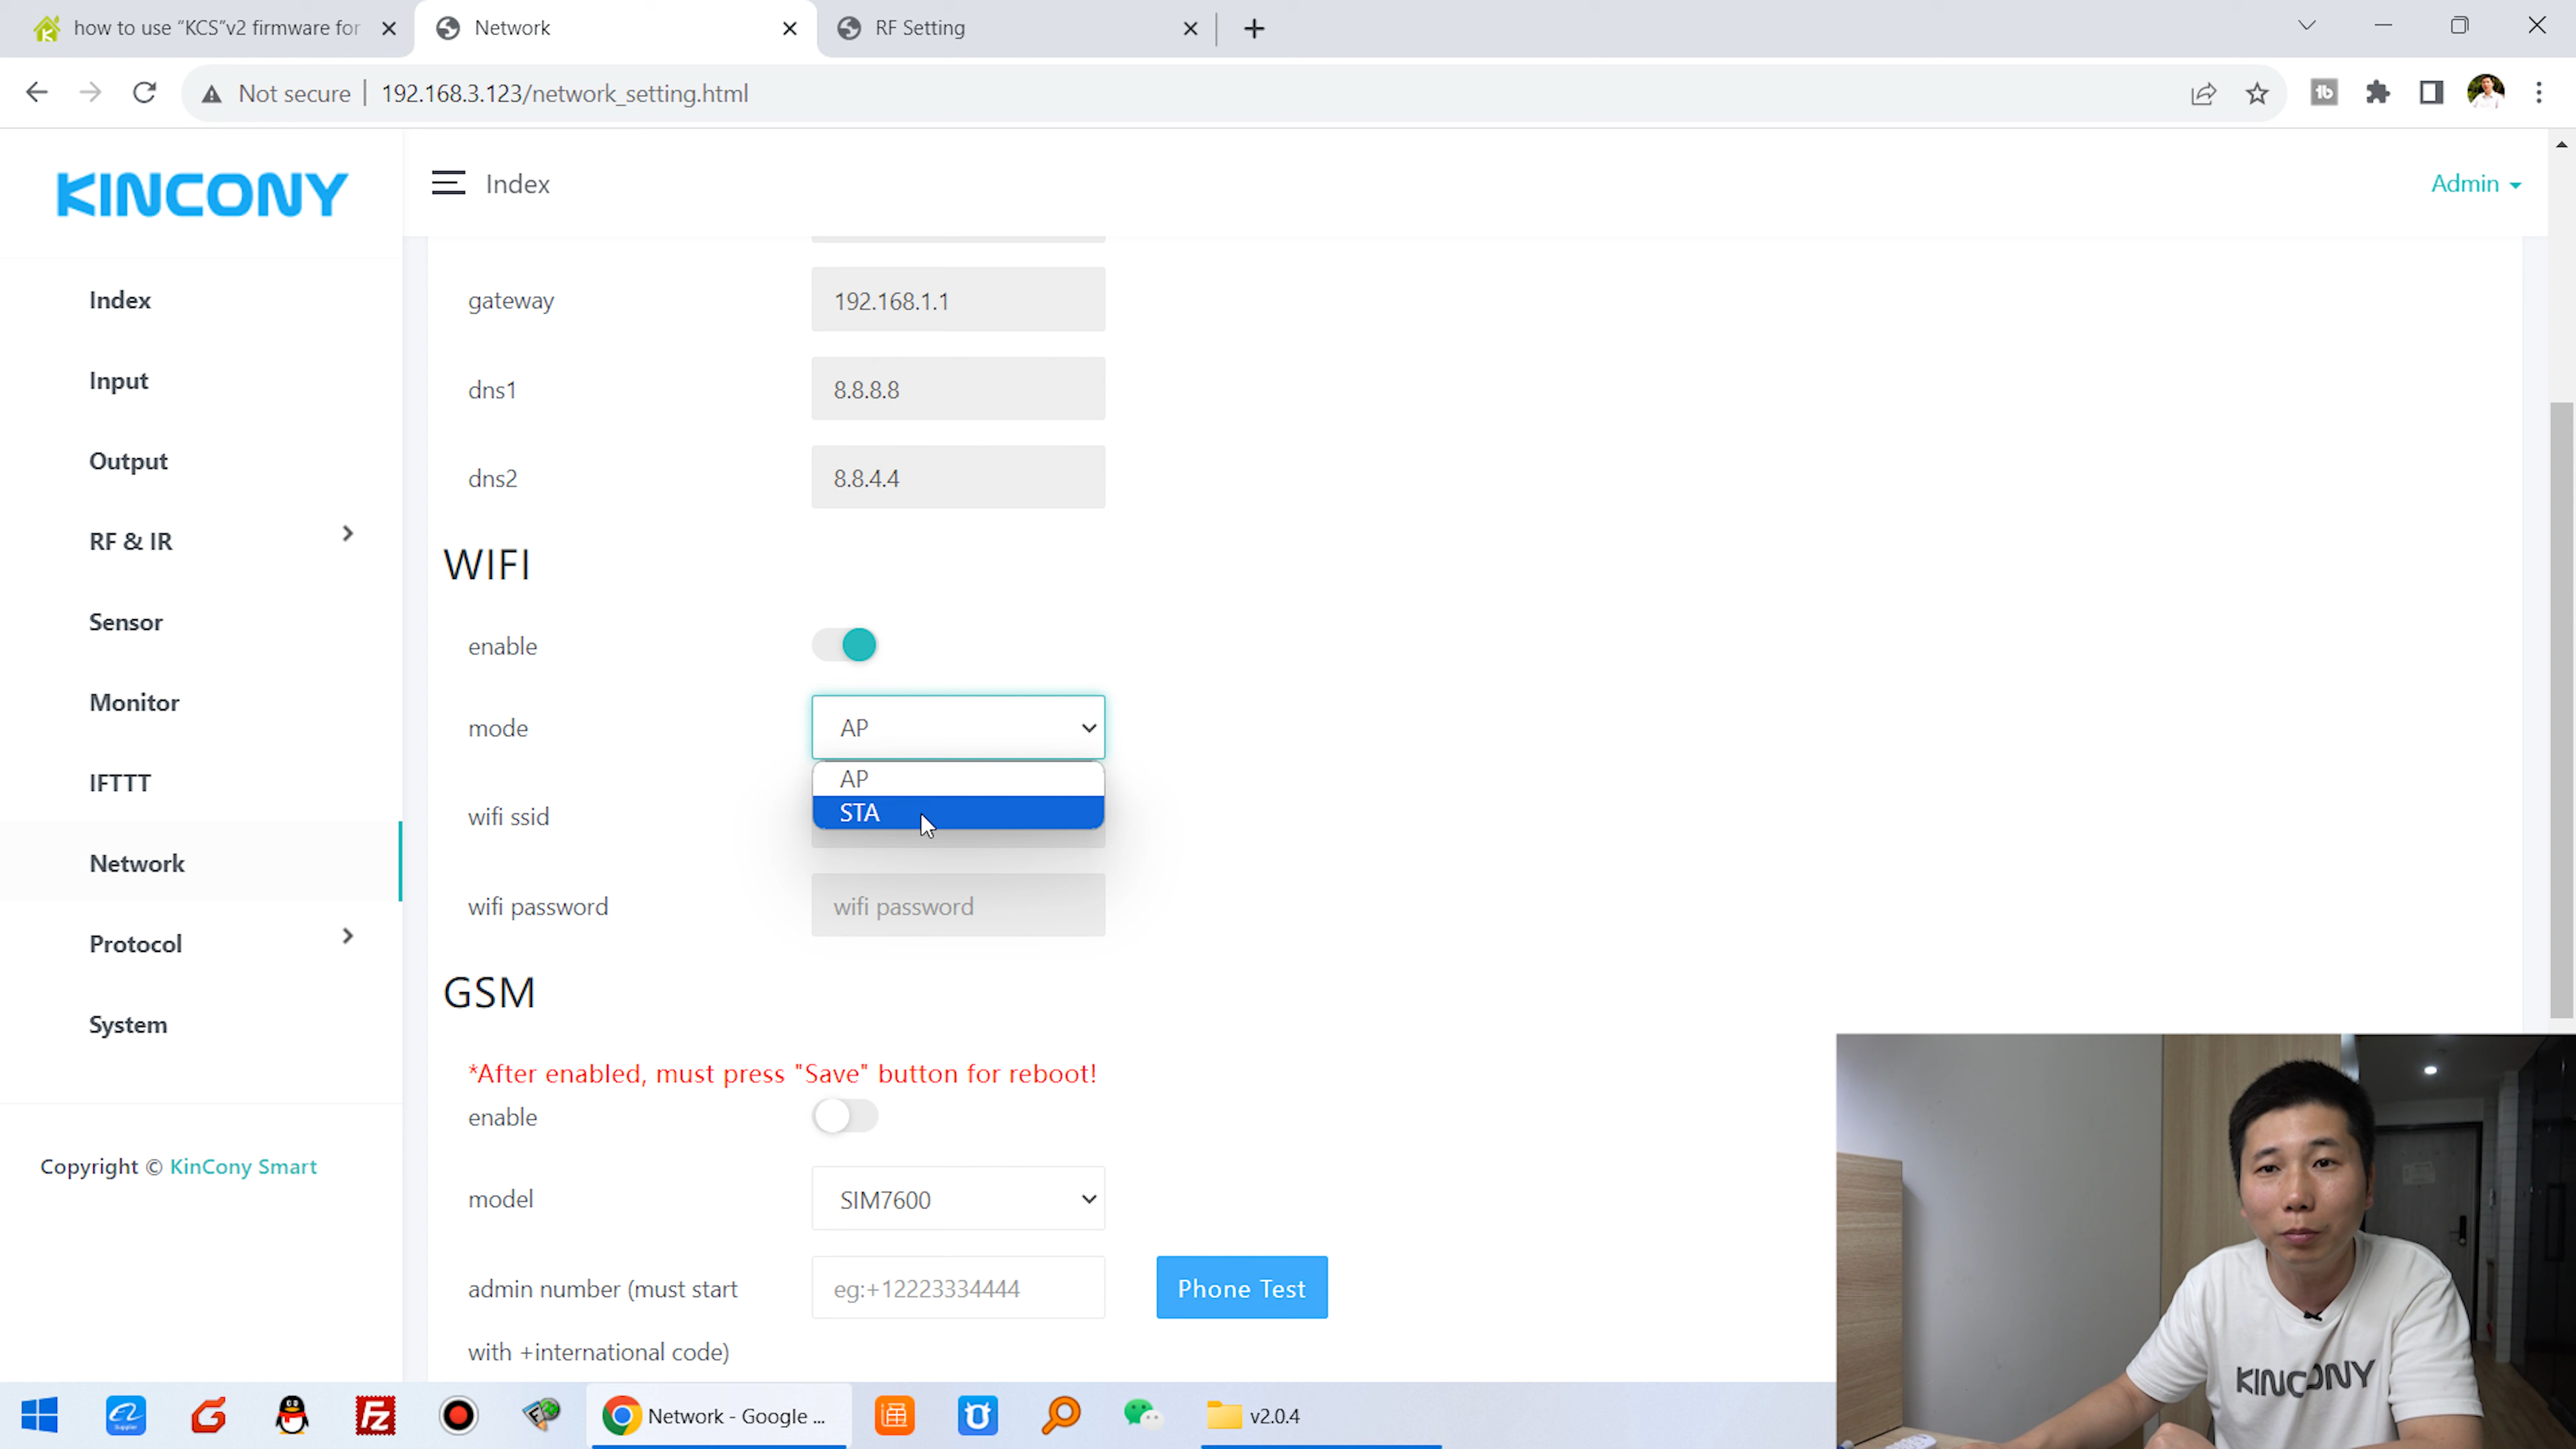 how to use “KCS”v2 firmware for
Network
RF Setting
Not secure
192.168.3.123/network_setting.html
KINCONY
Index
Admin
Index
Input
Output
RF & IR
Sensor
Monitor
IFTTT
Network
Protocol
System
Copyright © KinCony Smart
gateway
192.168.1.1
dns1
8.8.8.8
dns2
8.8.4.4
WIFI
enable
mode
AP
AP
STA
wifi ssid
wifi password
wifi password
GSM
*After enabled, must press "Save" button for reboot!
enable
model
SIM7600
admin number (must start
with +international code)
eg:+12223334444
Phone Test
KINCONY
Network - Google ...
v2.0.4